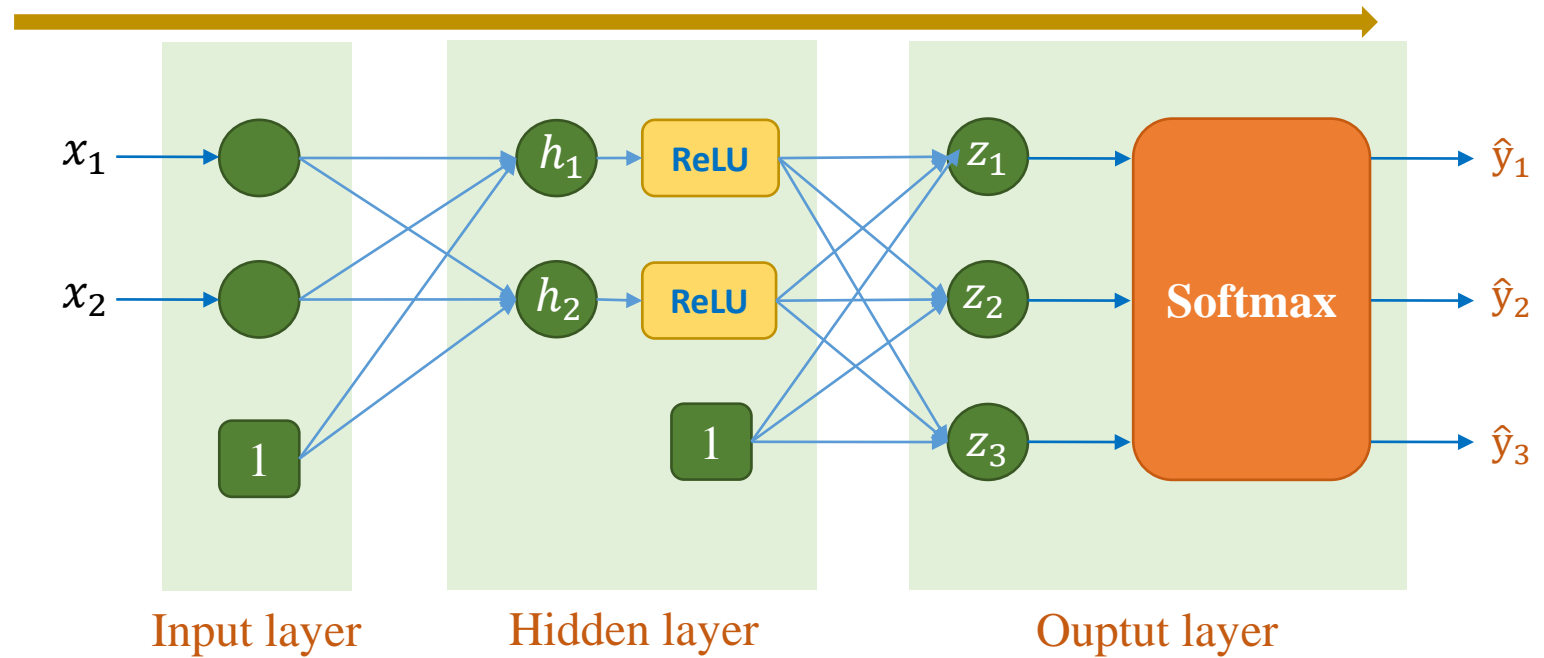 x₁
x₂
1
h₁
ReLU
h₂
ReLU
1
z₁
z₂
z₃
Softmax
ŷ₁
ŷ₂
ŷ₃
Input layer
Hidden layer
Ouptut layer